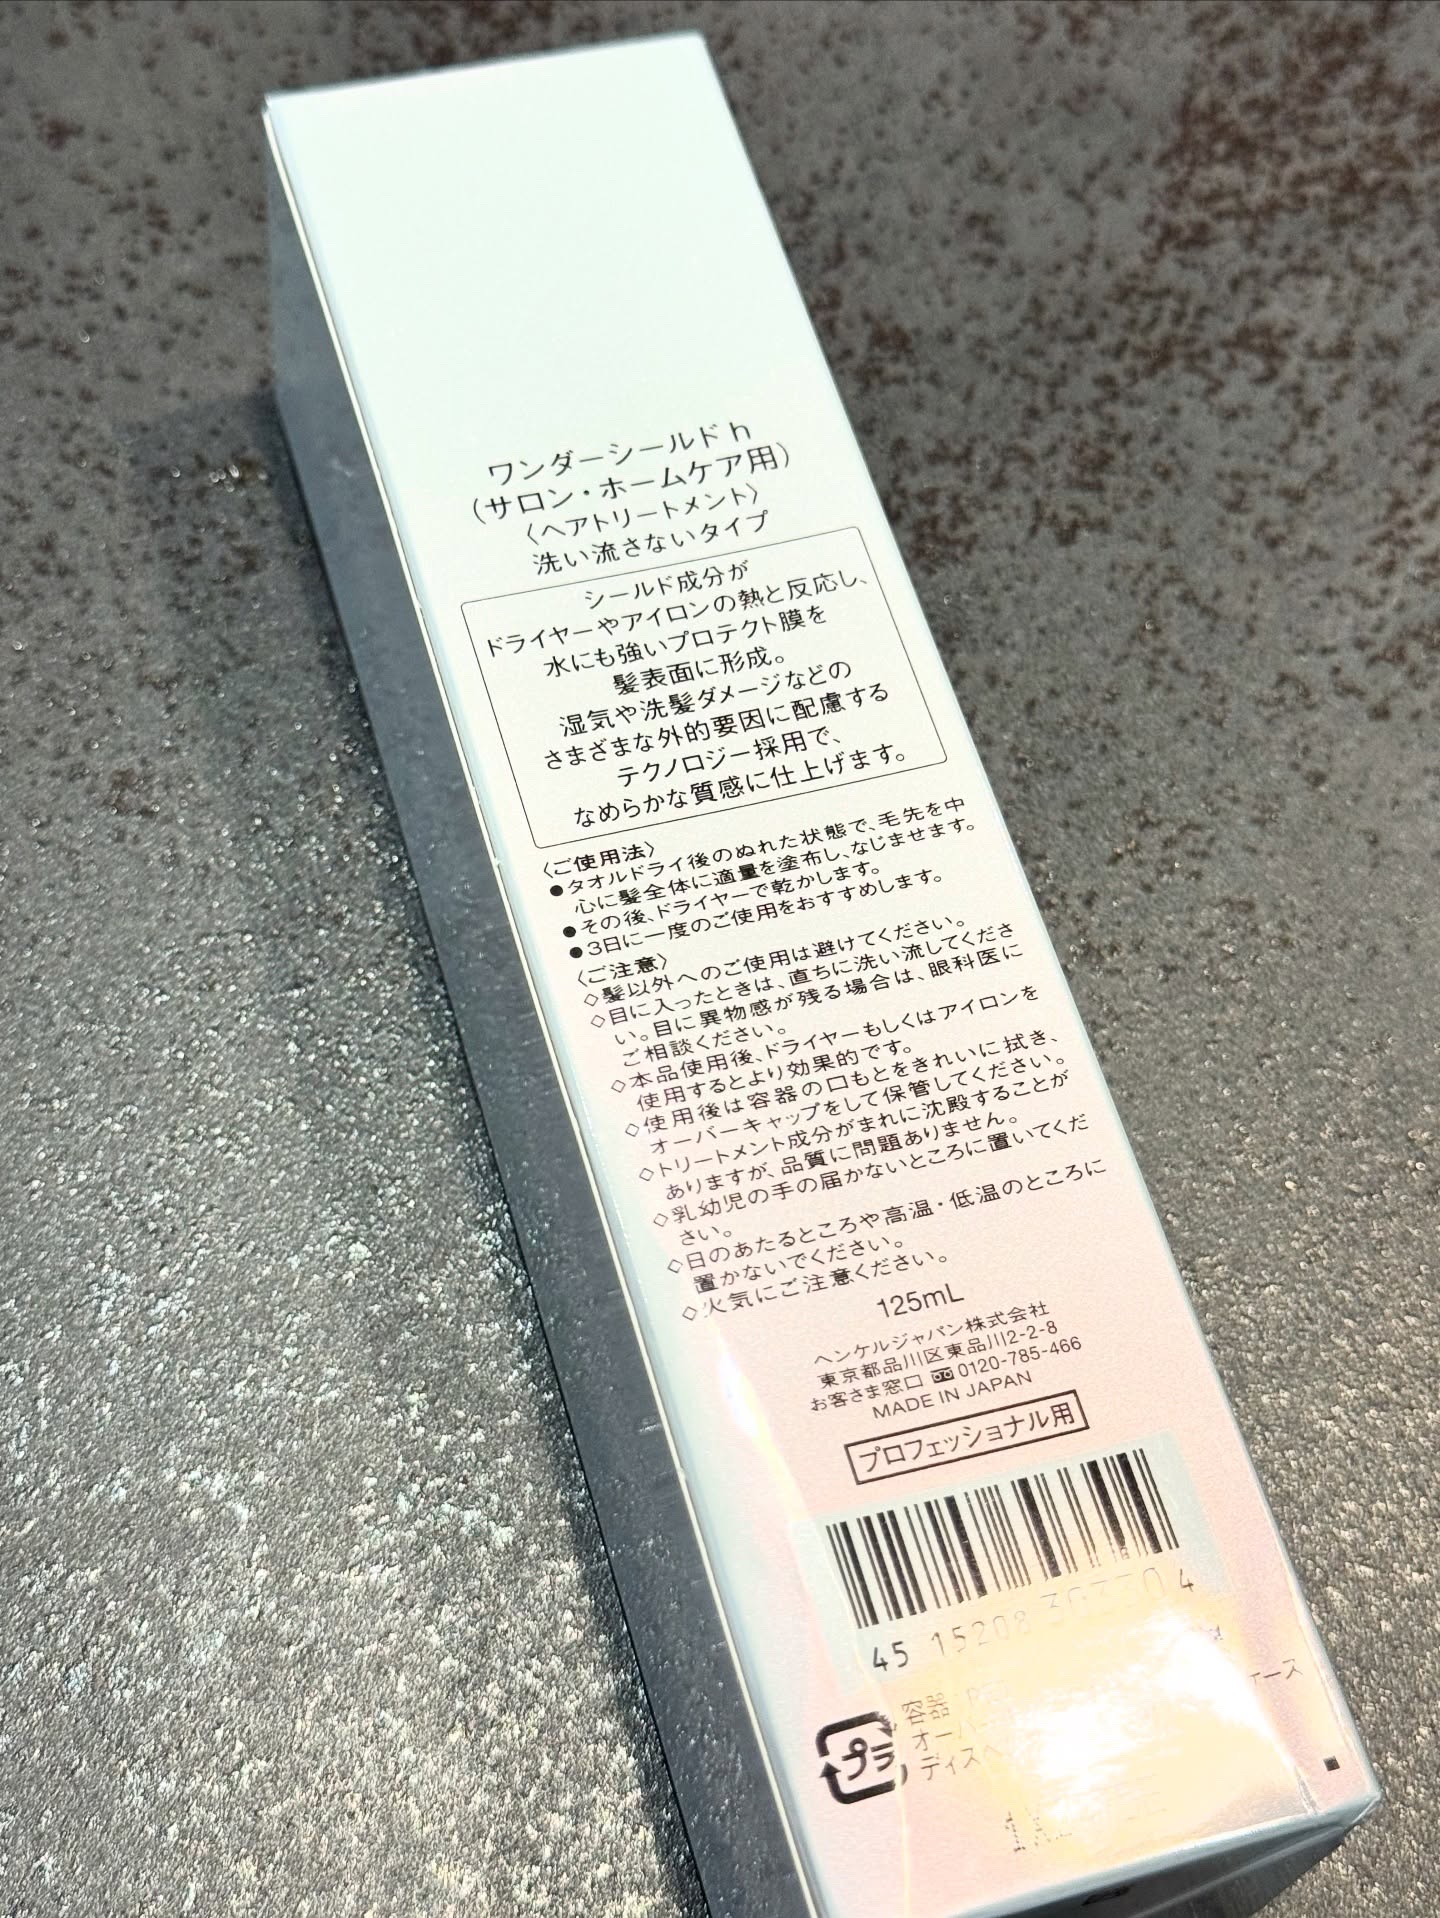 ワンダーシールド h
(サロン・ホームケア用)
〈ヘアトリートメント〉
洗い流さないタイプ
シールド成分が
ドライヤーやアイロンの熱と反応し、
水にも強いプロテクト膜を
髪表面に形成。
湿気や洗髪ダメージなどの
さまざまな外的要因に配慮する
テクノロジー採用で、
なめらかな質感に仕上げます。
〈ご使用法〉
●タオルドライ後のぬれた状態で、毛先を中
心に髪全体に適量を塗布し、なじませます。
●その後、ドライヤーで乾かします。
●3日に一度のご使用をおすすめします。
〈ご注意〉
◇髪以外へのご使用は避けてください。
◇目に入ったときは、直ちに洗い流してくださ
い。目に異物感が残る場合は、眼科医に
ご相談ください。
◇本品使用後、ドライヤーもしくはアイロンを
使用するとより効果的です。
◇使用後は容器の口もとをきれいに拭き、
オーバーキャップをして保管してください。
◇トリートメント成分がまれに沈殿することが
ありますが、品質に問題ありません。
◇乳幼児の手の届かないところに置いてくだ
さい。
◇日のあたるところや高温・低温のところに
置かないでください。
◇火気にご注意ください。
125mL
ヘンケルジャパン株式会社
東京都品川区東品川2-2-8
お客さま窓口 0120-785-466
MADE IN JAPAN
プロフェッショナル用
45 15208 30330 4
プラ
容器
オーバー
ディスペ
ケース